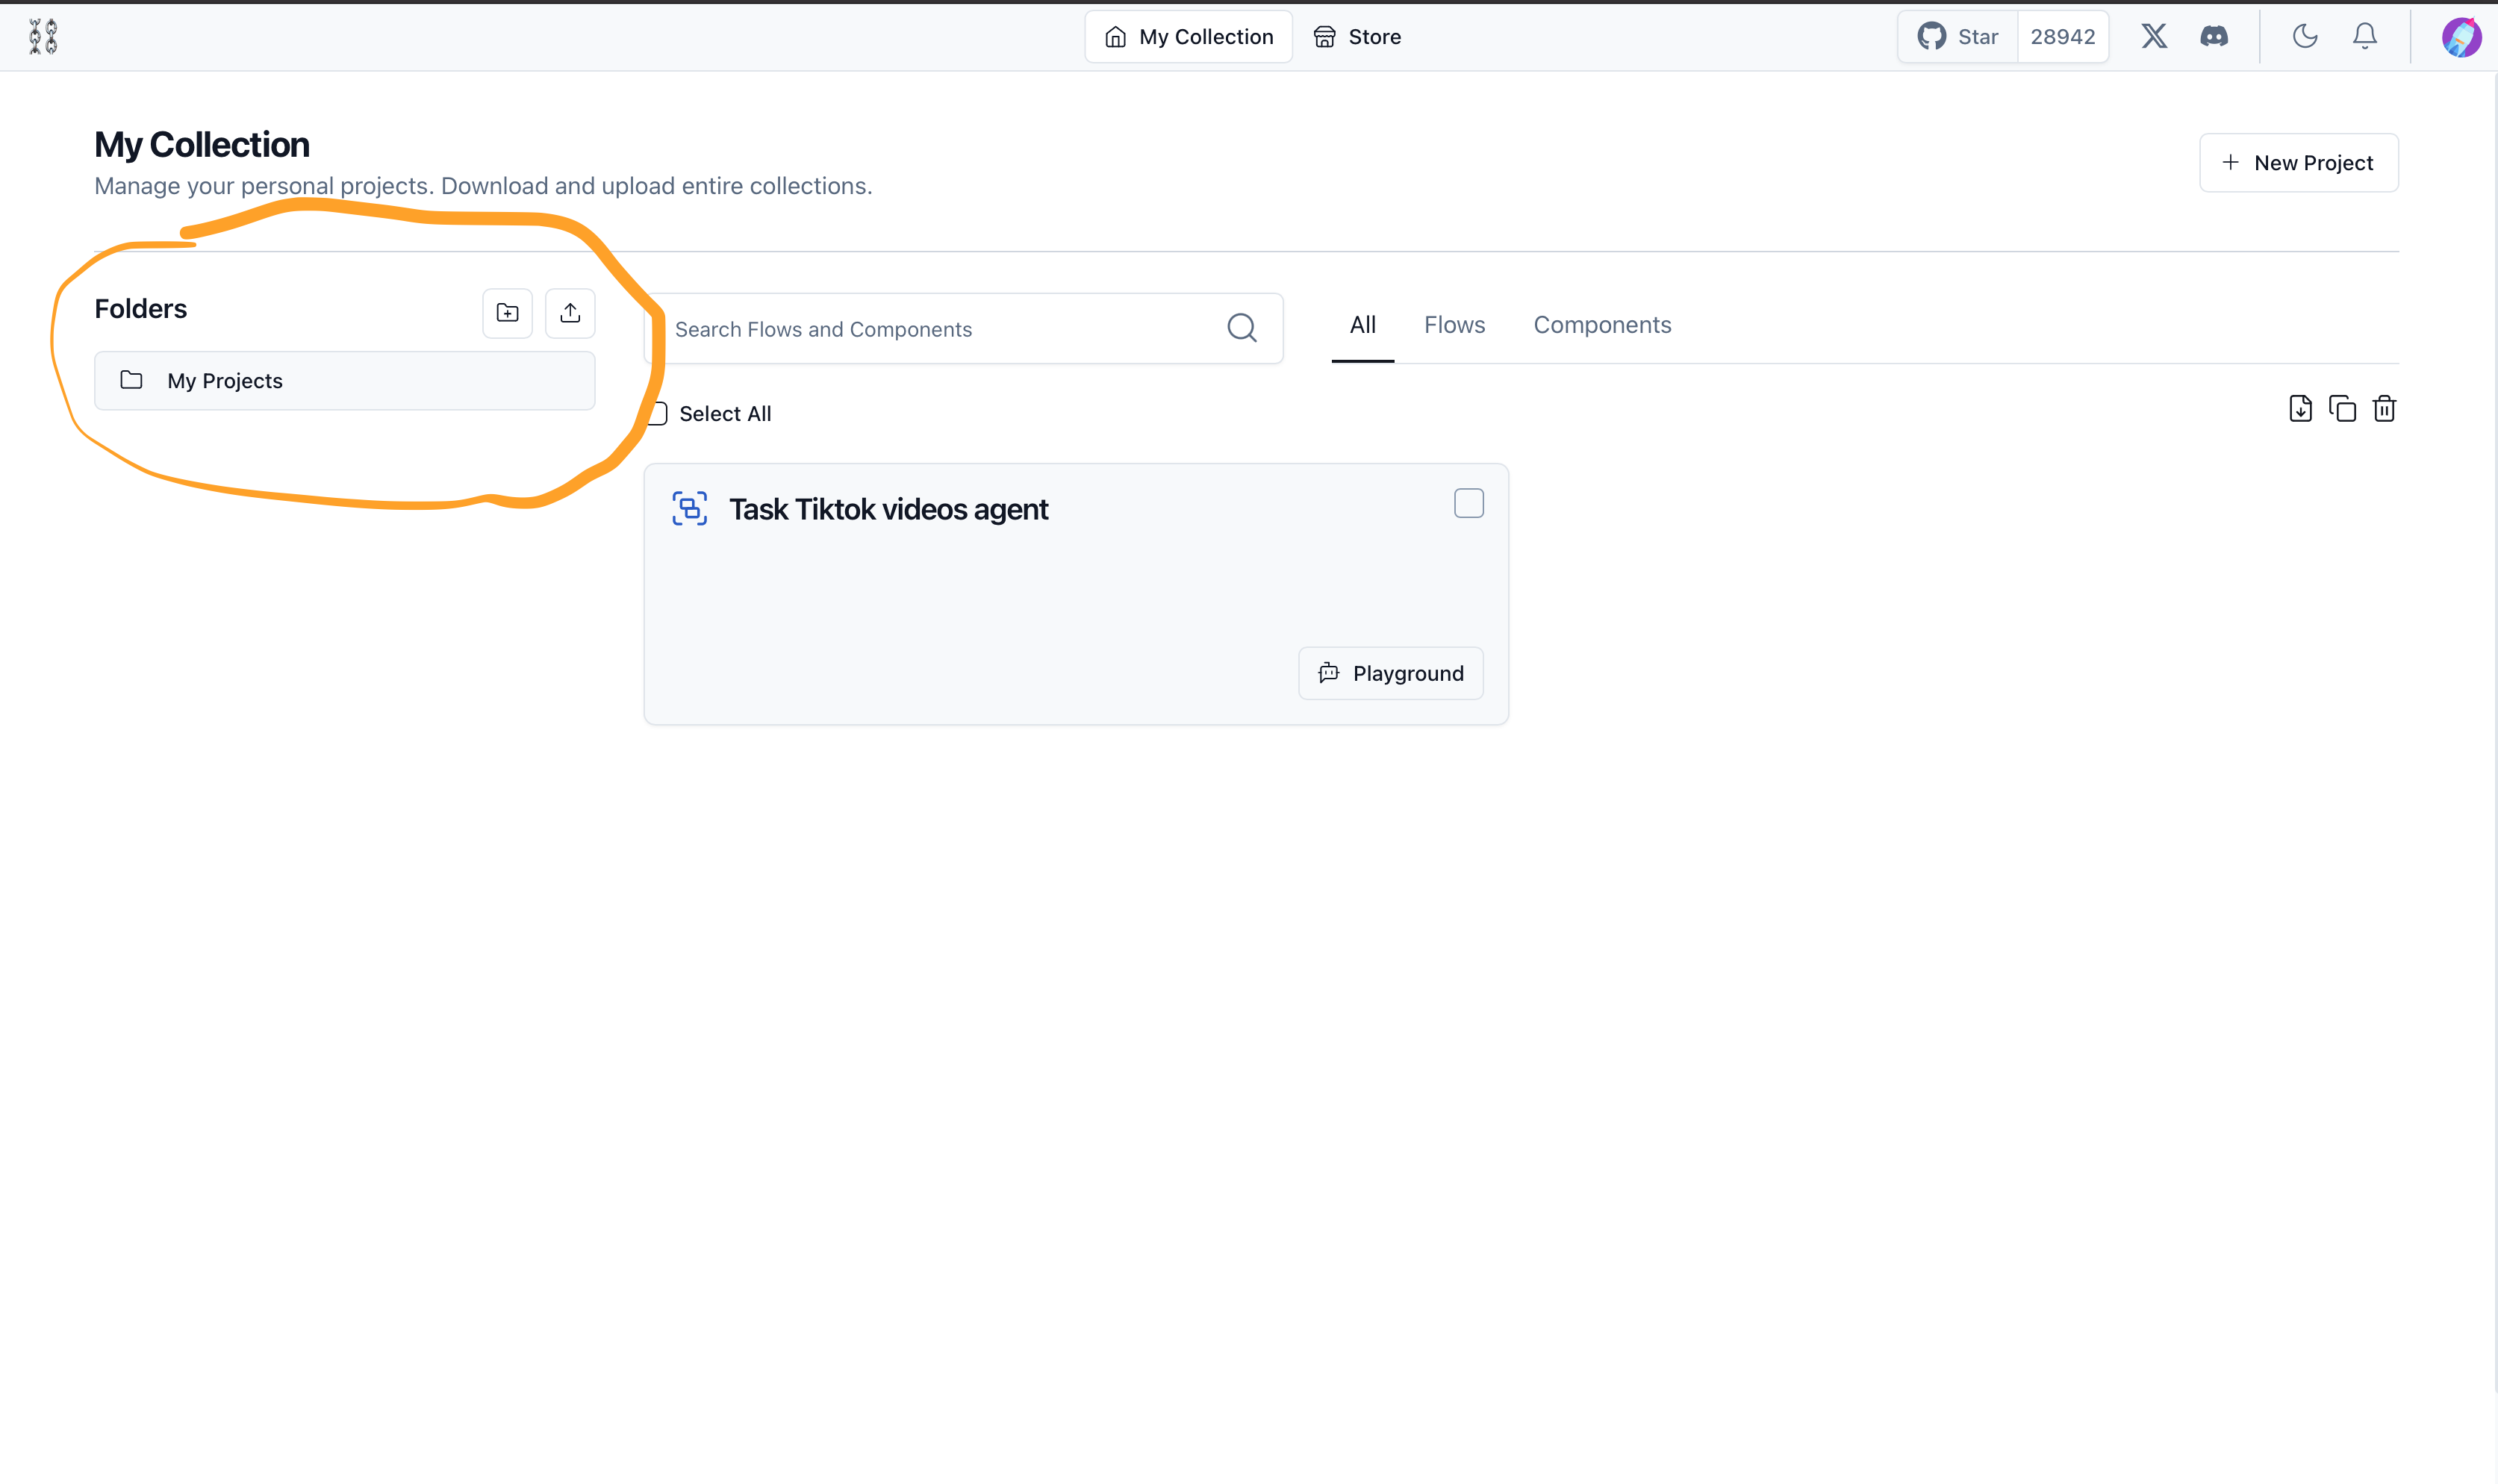 My Collection
Store
Star
28942
My Collection
Manage your personal projects. Download and upload entire collections.
New Project
Folders
My Projects
Search Flows and Components
All
Flows
Components
Select All
Task Tiktok videos agent
Playground